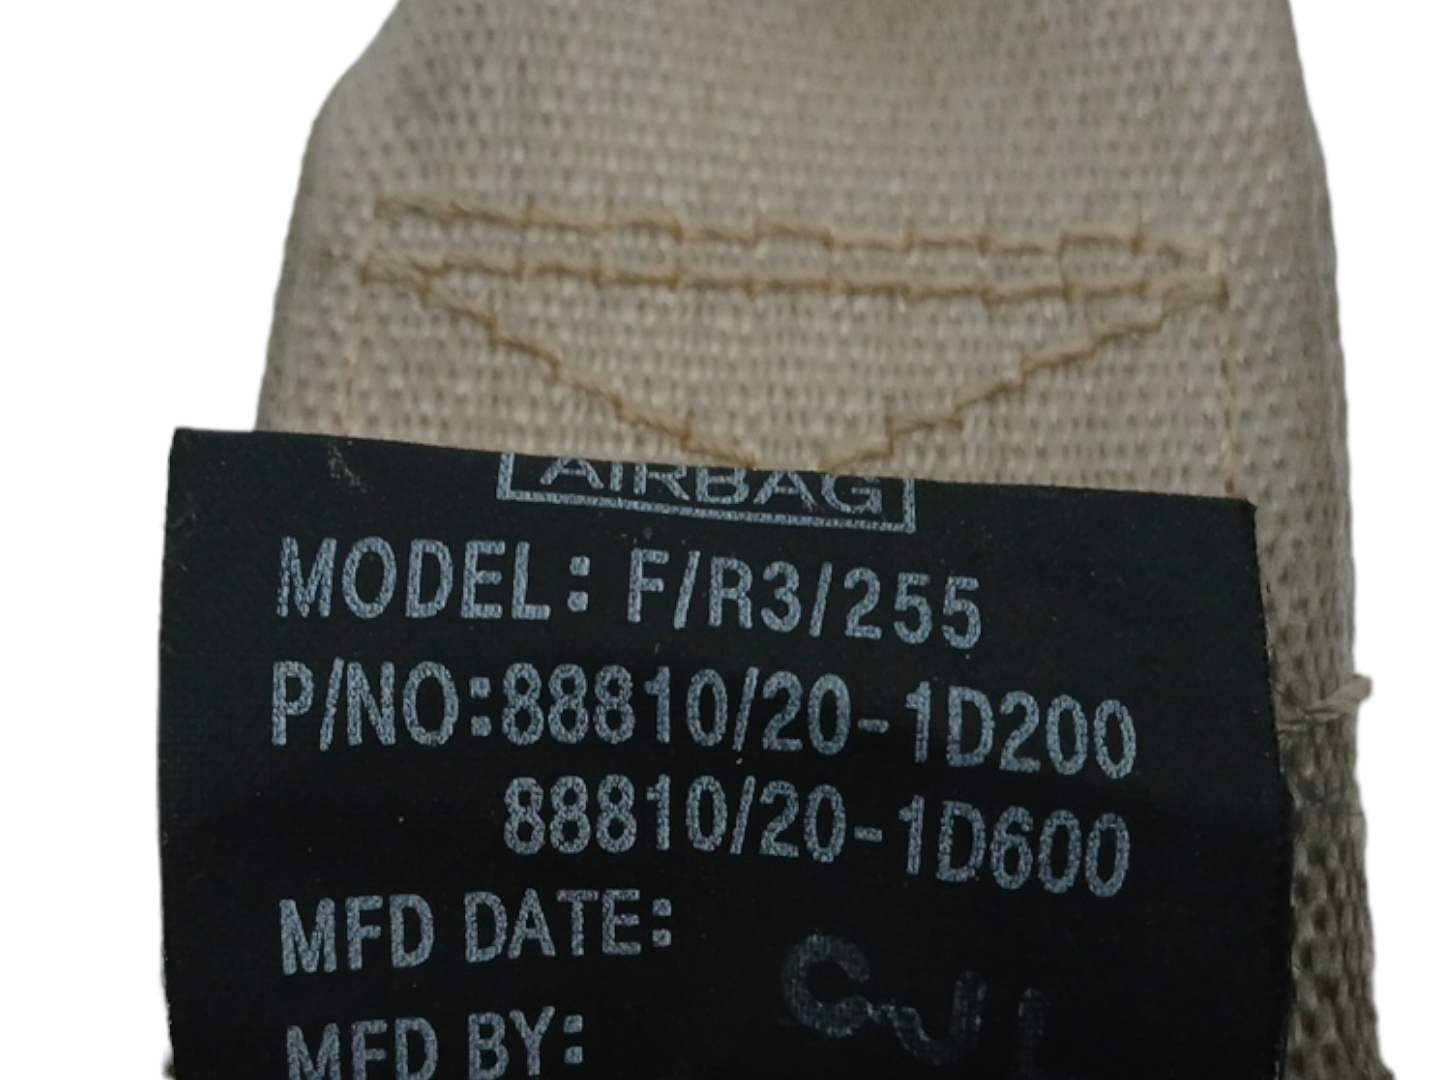 AIRBAG
MODEL: F/R3/255
P/NO:88810/20-1D200
88810/20-1D600
MFD DATE:
MFD BY: